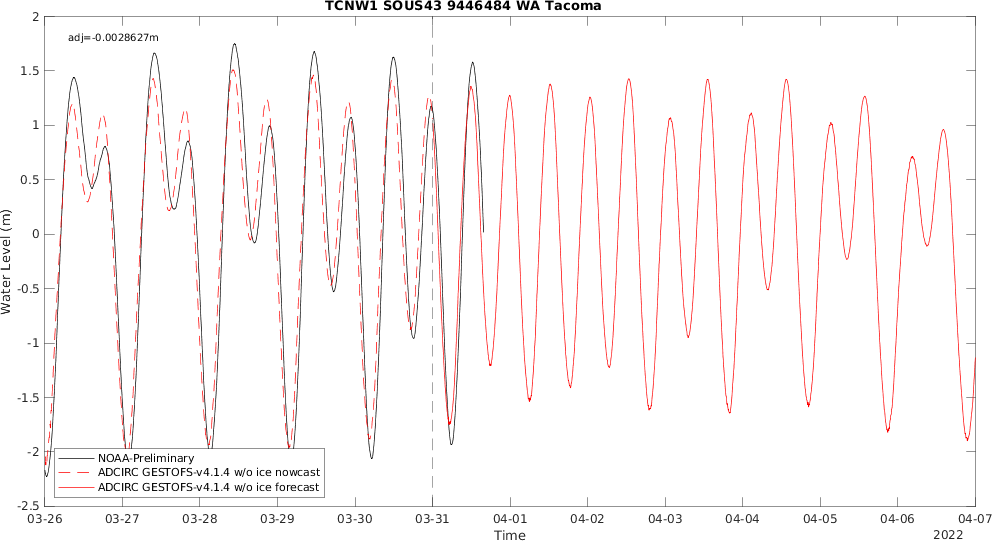 TCNW1 SOUS43 9446484 WA Tacoma
adj=-0.0028627m
2
1.5
1
0.5
0
-0.5
-1
-1.5
-2
-2.5
Water Level (m)
NOAA-Preliminary
ADCIRC GESTOFS-v4.1.4 w/o ice nowcast
ADCIRC GESTOFS-v4.1.4 w/o ice forecast
03-26 03-27 03-28 03-29 03-30 03-31 04-01 04-02 04-03 04-04 04-05 04-06 04-07
Time
2022